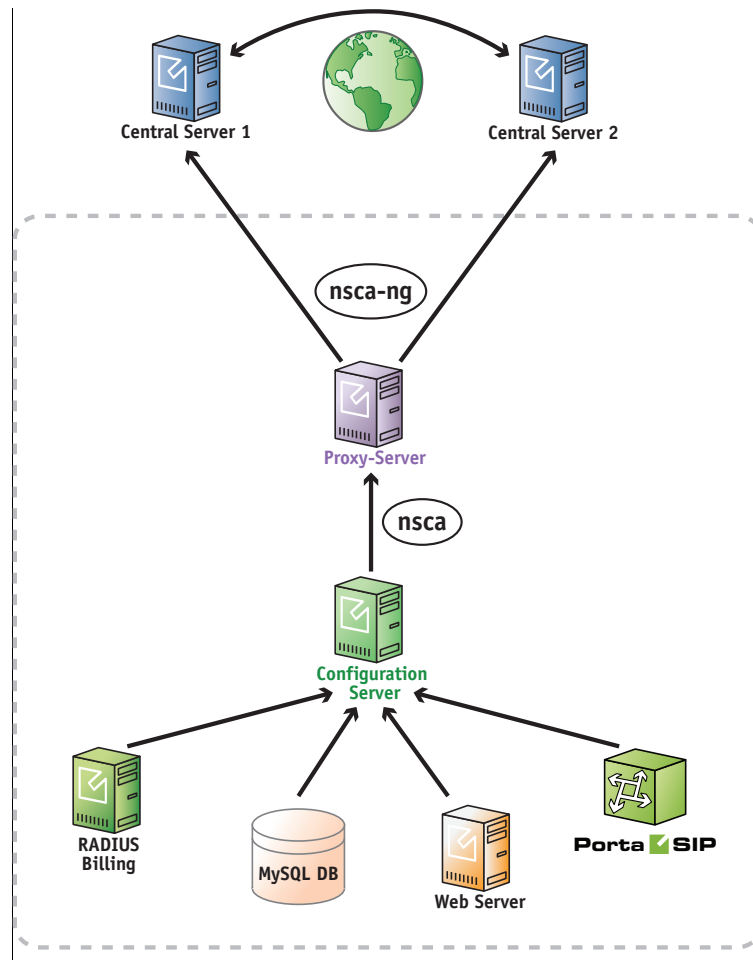 Central Server 1
Central Server 2
nsca-ng
Proxy-Server
nsca
Configuration
Server
RADIUS
Billing
MySQL DB
Web Server
Porta SIP